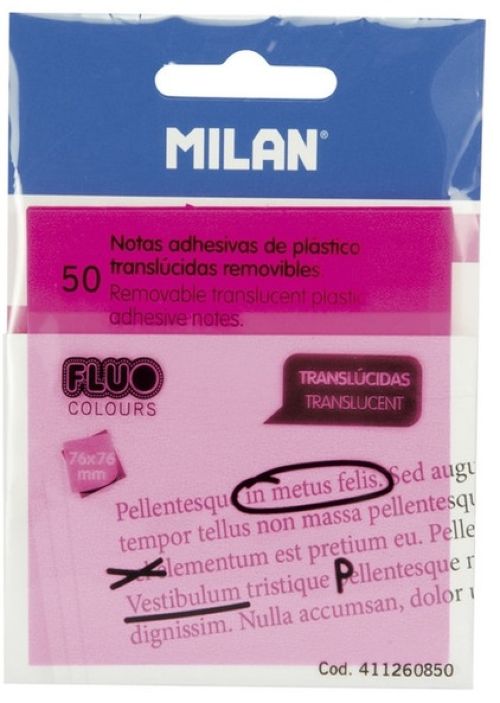 MILAN®
50
Notas adhesivas de plástico
translúcidas removibles.
Removable translucent plastic
adhesive notes.
FLUO
COLOURS
TRANSLÚCIDAS
TRANSLUCENT
76x76
mm
Pellentesque in metus felis. Sed augu
tempor tellus non massa pellentesqu
elementum est pretium eu. Pelle
Vestibulum tristique Pellentesque r
dignissim. Nulla accumsan, dolor u
Cod. 411260850